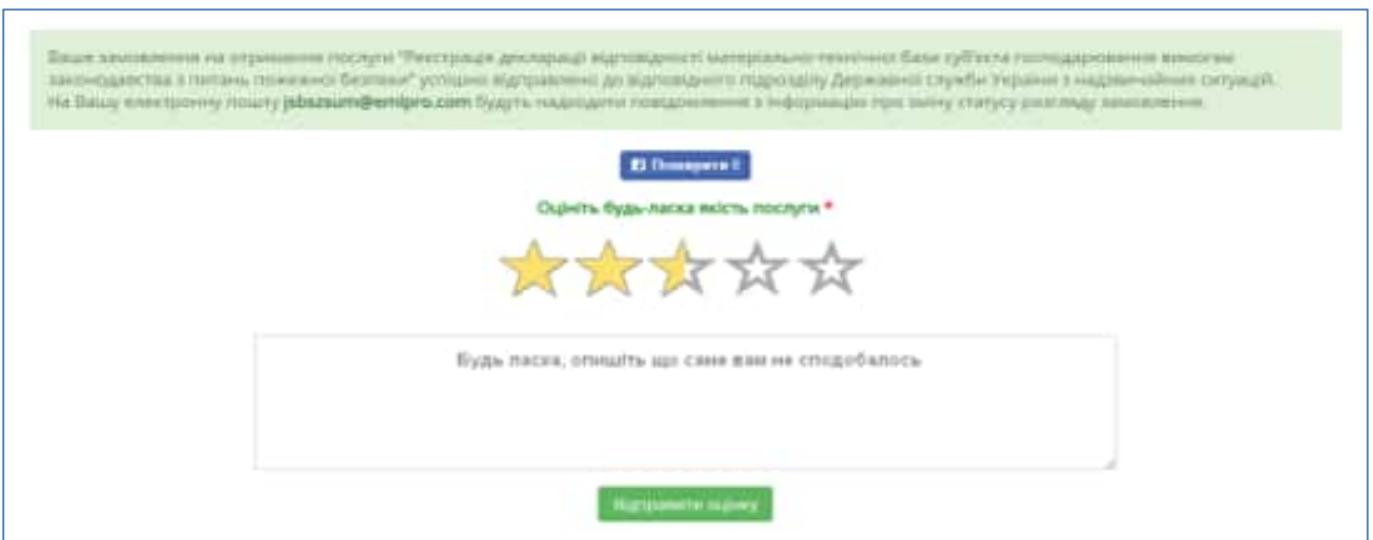 Ваше замовлення на отримання послуги "Реєстрація декларації відповідності матеріально-технічної бази суб'єкта господарювання вимогам
законодавства з питань пожежної безпеки" успішно відправлено до відповідного підрозділу Державної служби України з надзвичайних ситуацій.
На Вашу електронну пошту jsbszsum@emlpro.com будуть надходити повідомлення з інформацією про зміну статусу розгляду замовлення.
Поширити 0
Оцініть будь-ласка якість послуги *
Будь ласка, опишіть що саме вам не сподобалось
Відправити оцінку